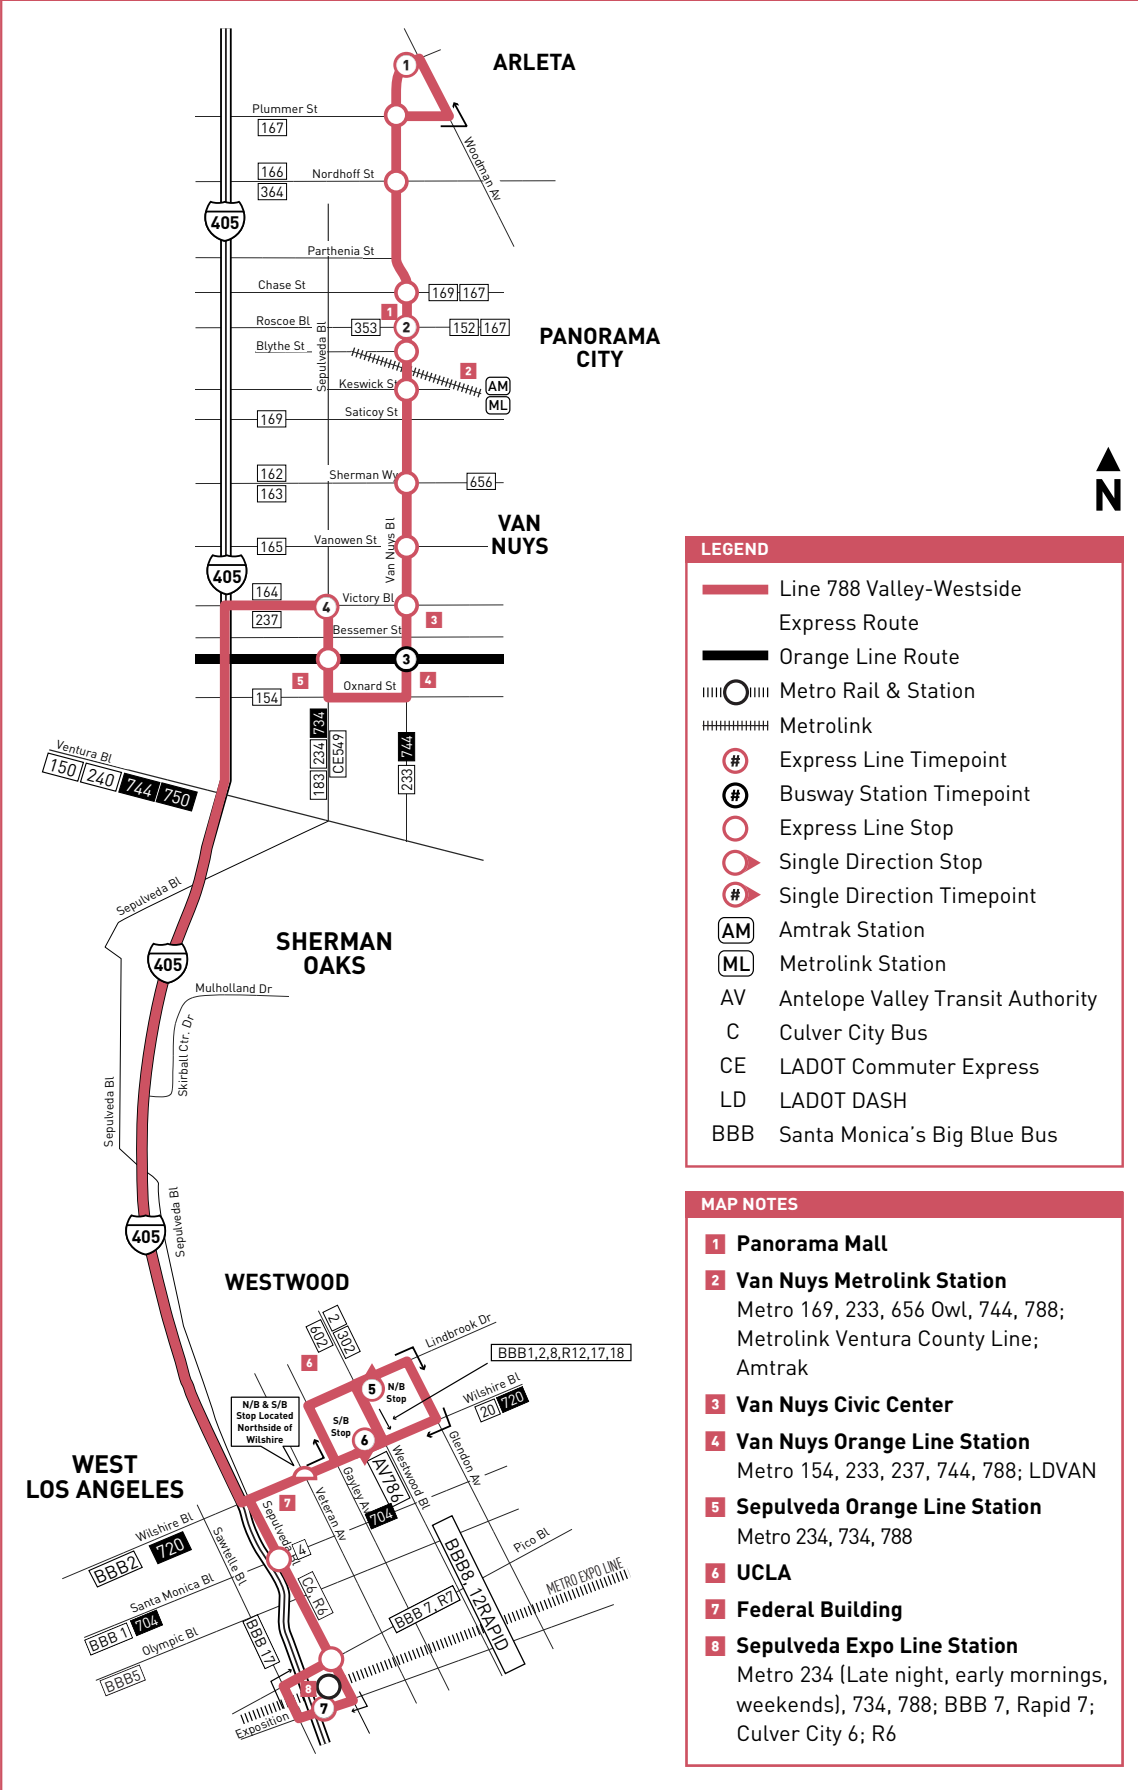 1
ARLETA
Plummer St
167
Woodman Av
166
Nordhoff St
364
405
Parthenia St
Chase St
169
167
1
Roscoe Bl
353
2
152
167
PANORAMA
CITY
Blythe St
Sepulveda Bl
2
Keswick St
AM
ML
Saticoy St
169
162
Sherman Wy
163
656
VAN
NUYS
Van Nuys Bl
165
Vanowen St
405
164
4
Victory Bl
237
3
Bessemer St
3
5
4
Oxnard St
154
734
183
234
CE549
744
233
Ventura Bl
150
240
744
750
Sepulveda Bl
405
SHERMAN
OAKS
Mulholland Dr
Skirball Ctr. Dr
Sepulveda Bl
Sepulveda Bl
405
WESTWOOD
602
2
302
6
Lindbrook Dr
BBB1,2,8,R12,17,18
5
N/B
Stop
Wilshire Bl
20
720
N/B & S/B
Stop Located
Northside of
Wilshire
S/B
Stop
6
WEST
LOS ANGELES
7
Sepulveda Bl
Veteran Av
Gayley Av
AV786
704
Westwood Bl
Glendon Av
Wilshire Bl
BBB2
720
Sawtelle Bl
4
Santa Monica Bl
BBB 1
704
C6, R6
Olympic Bl
BBB5
BBB 17
BBB 7, R7
BBB8, 12RAPID
Pico Bl
METRO EXPO LINE
8
7
Exposition
N
LEGEND
Line 788 Valley-Westside
Express Route
Orange Line Route
Metro Rail & Station
Metrolink
# Express Line Timepoint
# Busway Station Timepoint
Express Line Stop
Single Direction Stop
# Single Direction Timepoint
AM Amtrak Station
ML Metrolink Station
AV Antelope Valley Transit Authority
C Culver City Bus
CE LADOT Commuter Express
LD LADOT DASH
BBB Santa Monica's Big Blue Bus
MAP NOTES
1 Panorama Mall
2 Van Nuys Metrolink Station
Metro 169, 233, 656 Owl, 744, 788;
Metrolink Ventura County Line;
Amtrak
3 Van Nuys Civic Center
4 Van Nuys Orange Line Station
Metro 154, 233, 237, 744, 788; LDVAN
5 Sepulveda Orange Line Station
Metro 234, 734, 788
6 UCLA
7 Federal Building
8 Sepulveda Expo Line Station
Metro 234 (Late night, early mornings,
weekends), 734, 788; BBB 7, Rapid 7;
Culver City 6; R6